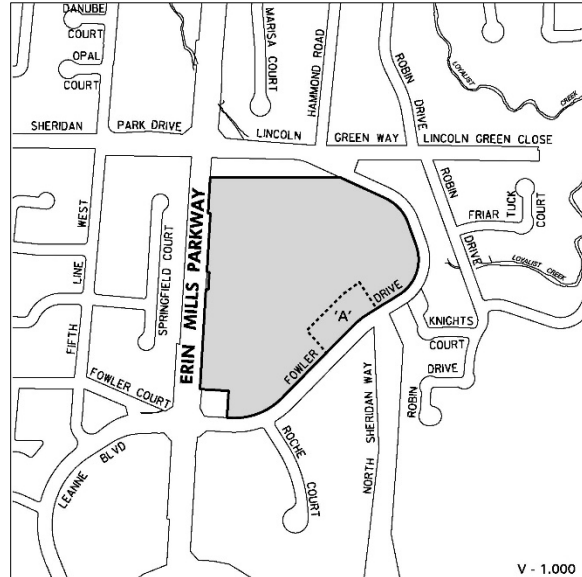 DANUBE
COURT
OPAL
COURT
MARISA COURT
HAMMOND ROAD
ROBIN
DRIVE
LOYALIST
CREEK
SHERIDAN
PARK DRIVE
LINCOLN
GREEN WAY
LINCOLN GREEN CLOSE
WEST
LINE
FIFTH
SPRINGFIELD COURT
ERIN MILLS PARKWAY
ROBIN
DRIVE
FRIAR
TUCK
COURT
LOYALIST CREEK
'A'
FOWLER
DRIVE
KNIGHTS
COURT
DRIVE
ROBIN
FOWLER COURT
LEANNE BLVD
ROCHE
COURT
NORTH SHERIDAN WAY
V - 1.000